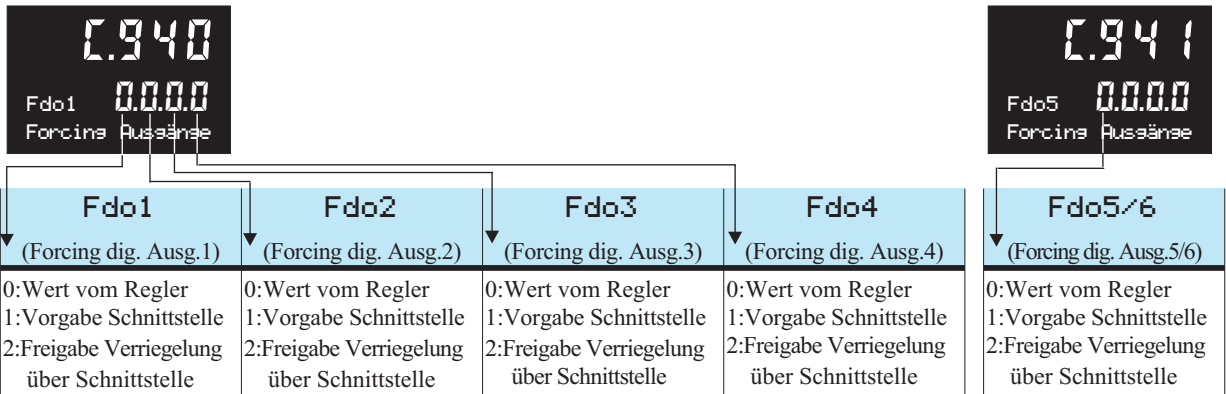 C.940
Fdo1 0.0.0.0
Forcing Ausgänge
C.941
Fdo5 0.0.0.0
Forcing Ausgänge
Fdo1
(Forcing dig. Ausg.1)
0:Wert vom Regler
1:Vorgabe Schnittstelle
2:Freigabe Verriegelung
über Schnittstelle
Fdo2
(Forcing dig. Ausg.2)
0:Wert vom Regler
1:Vorgabe Schnittstelle
2:Freigabe Verriegelung
über Schnittstelle
Fdo3
(Forcing dig. Ausg.3)
0:Wert vom Regler
1:Vorgabe Schnittstelle
2:Freigabe Verriegelung
über Schnittstelle
Fdo4
(Forcing dig. Ausg.4)
0:Wert vom Regler
1:Vorgabe Schnittstelle
2:Freigabe Verriegelung
über Schnittstelle
Fdo5/6
(Forcing dig. Ausg.5/6)
0:Wert vom Regler
1:Vorgabe Schnittstelle
2:Freigabe Verriegelung
über Schnittstelle